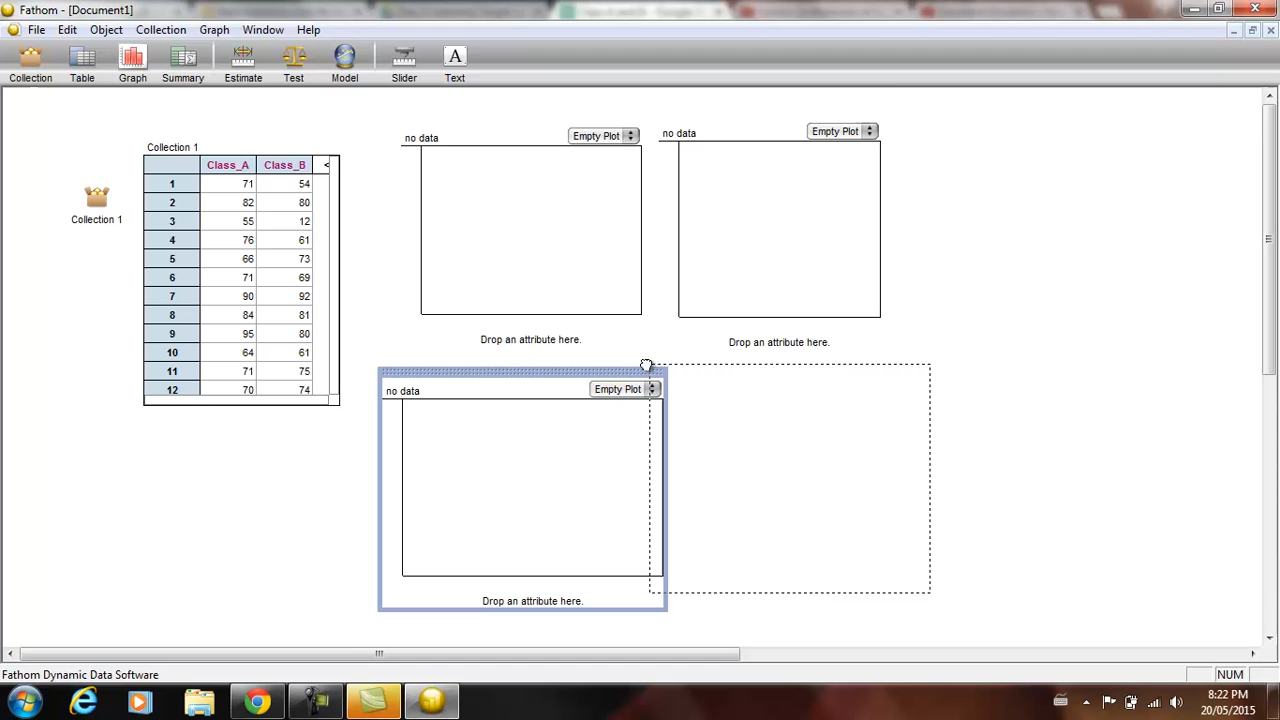 Fathom - [Document1]
File Edit Object Collection Graph Window Help
Collection Table Graph Summary Estimate Test Model Slider A Text
Collection 1
Class_A Class_B <
1 71 54
2 82 80
3 55 12
4 76 61
5 66 73
6 71 69
7 90 92
8 84 81
9 95 80
10 64 61
11 71 75
12 70 74
Collection 1
no data Empty Plot
Drop an attribute here.
no data Empty Plot
Drop an attribute here.
no data Empty Plot
Drop an attribute here.
Fathom Dynamic Data Software
NUM
8:22 PM
20/05/2015